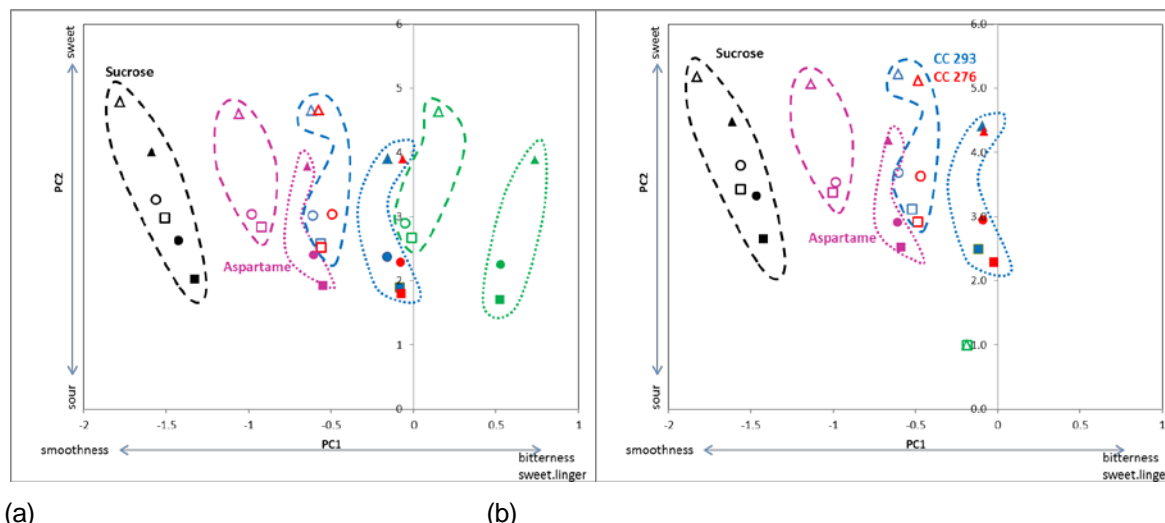 6
sweet
Sucrose
5
4
PC2
3
Aspartame
2
1
sour
0
-2 -1.5 -1 -0.5 0 0.5 1
PC1
smoothness
bitterness
sweet.linger
6.0
sweet
Sucrose
CC 293
CC 276
5.0
4.0
PC2
3.0
Aspartame
2.0
1.0
sour
0.0
-2 -1.5 -1 -0.5 0 0.5 1
PC1
smoothness
bitterness
sweet.linger
(a) (b)